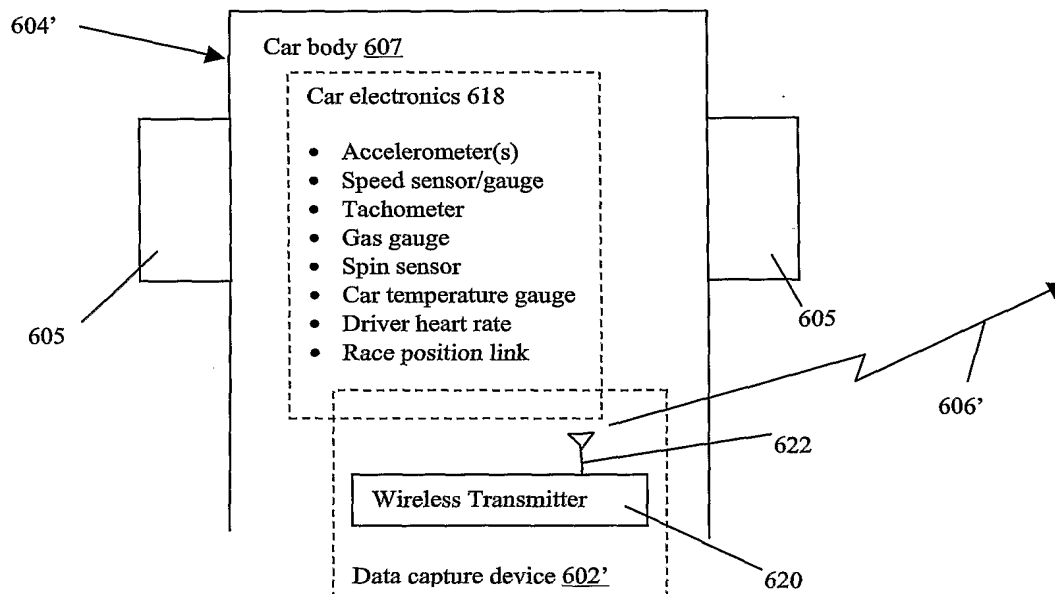 604’
Car body 607
Car electronics 618
• Accelerometer(s)
• Speed sensor/gauge
• Tachometer
• Gas gauge
• Spin sensor
• Car temperature gauge
• Driver heart rate
• Race position link
605
605
606’
622
Wireless Transmitter
Data capture device 602’
620